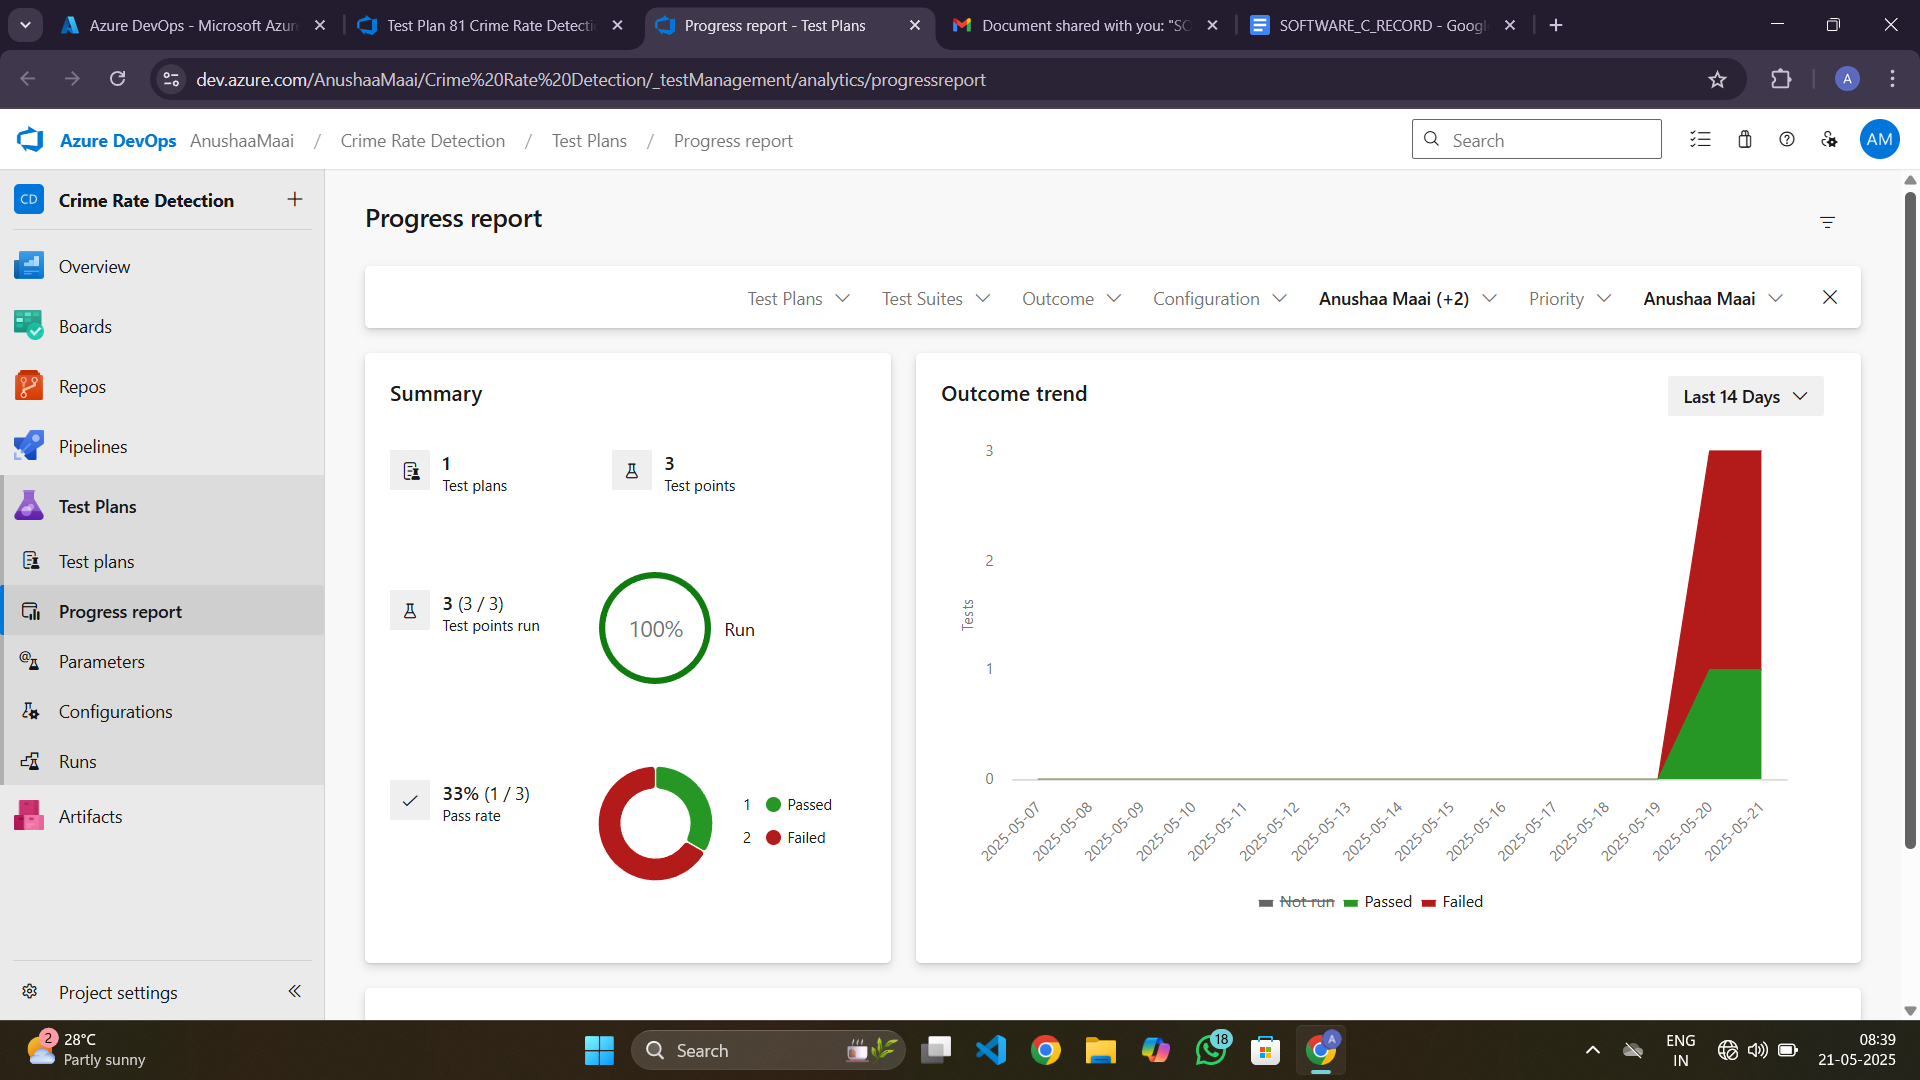 Azure DevOps - Microsoft Azur
Test Plan 81 Crime Rate Detecti
Progress report - Test Plans
Document shared with you: "SO
SOFTWARE_C_RECORD - Googl
dev.azure.com/AnushaaMaai/Crime%20Rate%20Detection/_testManagement/analytics/progressreport
A
Azure DevOps AnushaaMaai / Crime Rate Detection / Test Plans / Progress report
Search
AM
CD Crime Rate Detection
Overview
Boards
Repos
Pipelines
Test Plans
Test plans
Progress report
Parameters
Configurations
Runs
Artifacts
Project settings
Progress report
Test Plans
Test Suites
Outcome
Configuration
Anushaa Maai (+2)
Priority
Anushaa Maai
Summary
1
Test plans
3
Test points
3 (3 / 3)
Test points run
100%
Run
33% (1 / 3)
Pass rate
1 Passed
2 Failed
Outcome trend
Last 14 Days
3
2
1
0
Tests
2025-05-07
2025-05-08
2025-05-09
2025-05-10
2025-05-11
2025-05-12
2025-05-13
2025-05-14
2025-05-15
2025-05-16
2025-05-17
2025-05-18
2025-05-19
2025-05-20
2025-05-21
Not run Passed Failed
2
28°C
Partly sunny
Search
18
A
ENG
IN
08:39
21-05-2025